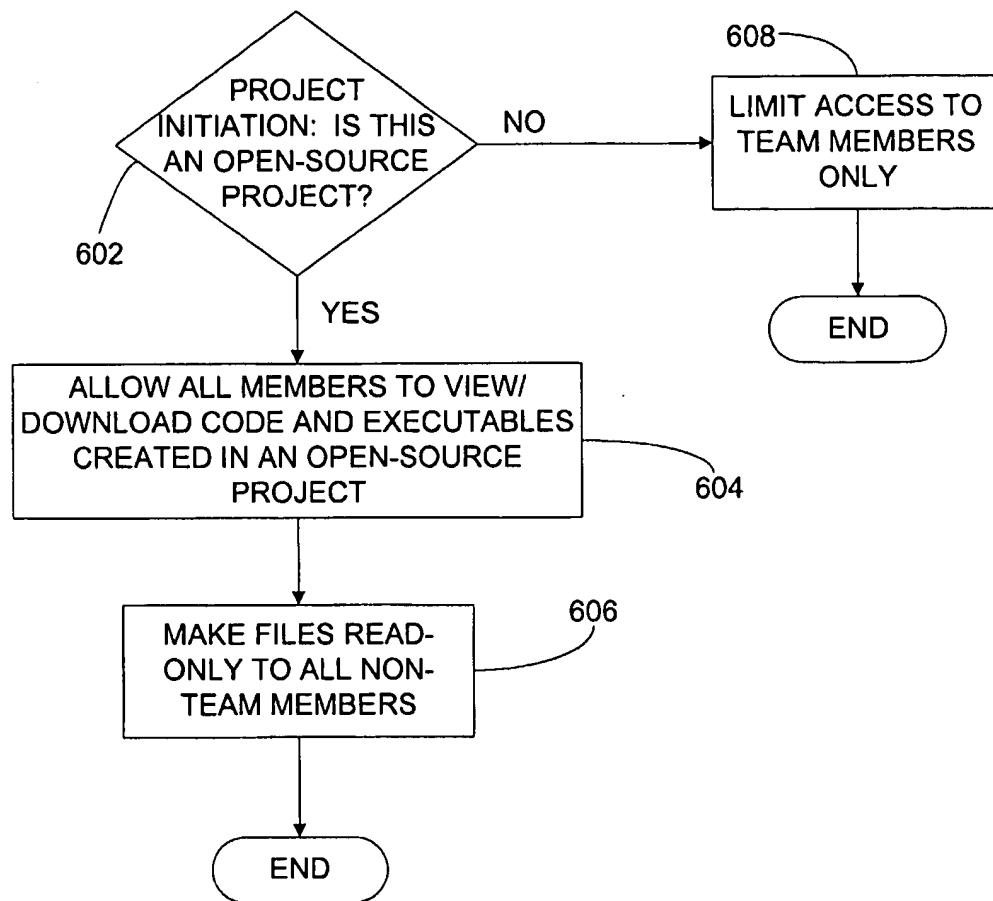 PROJECT
INITIATION: IS THIS
AN OPEN-SOURCE
PROJECT?
602
NO
608
LIMIT ACCESS TO
TEAM MEMBERS
ONLY
END
YES
ALLOW ALL MEMBERS TO VIEW/
DOWNLOAD CODE AND EXECUTABLES
CREATED IN AN OPEN-SOURCE
PROJECT
604
MAKE FILES READ-
ONLY TO ALL NON-
TEAM MEMBERS
606
END